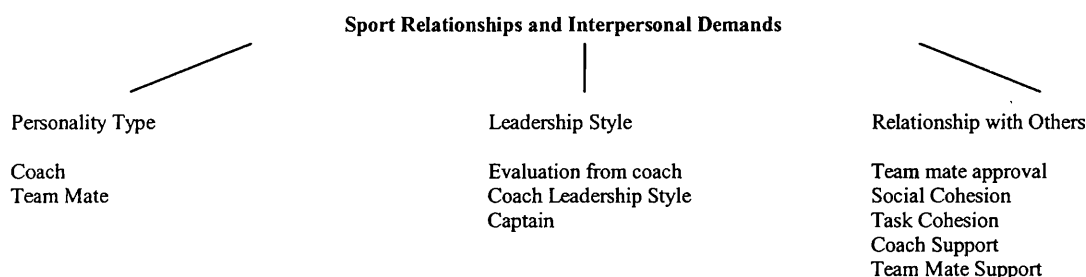 Sport Relationships and Interpersonal Demands
Personality Type
Coach
Team Mate
Leadership Style
Evaluation from coach
Coach Leadership Style
Captain
Relationship with Others
Team mate approval
Social Cohesion
Task Cohesion
Coach Support
Team Mate Support